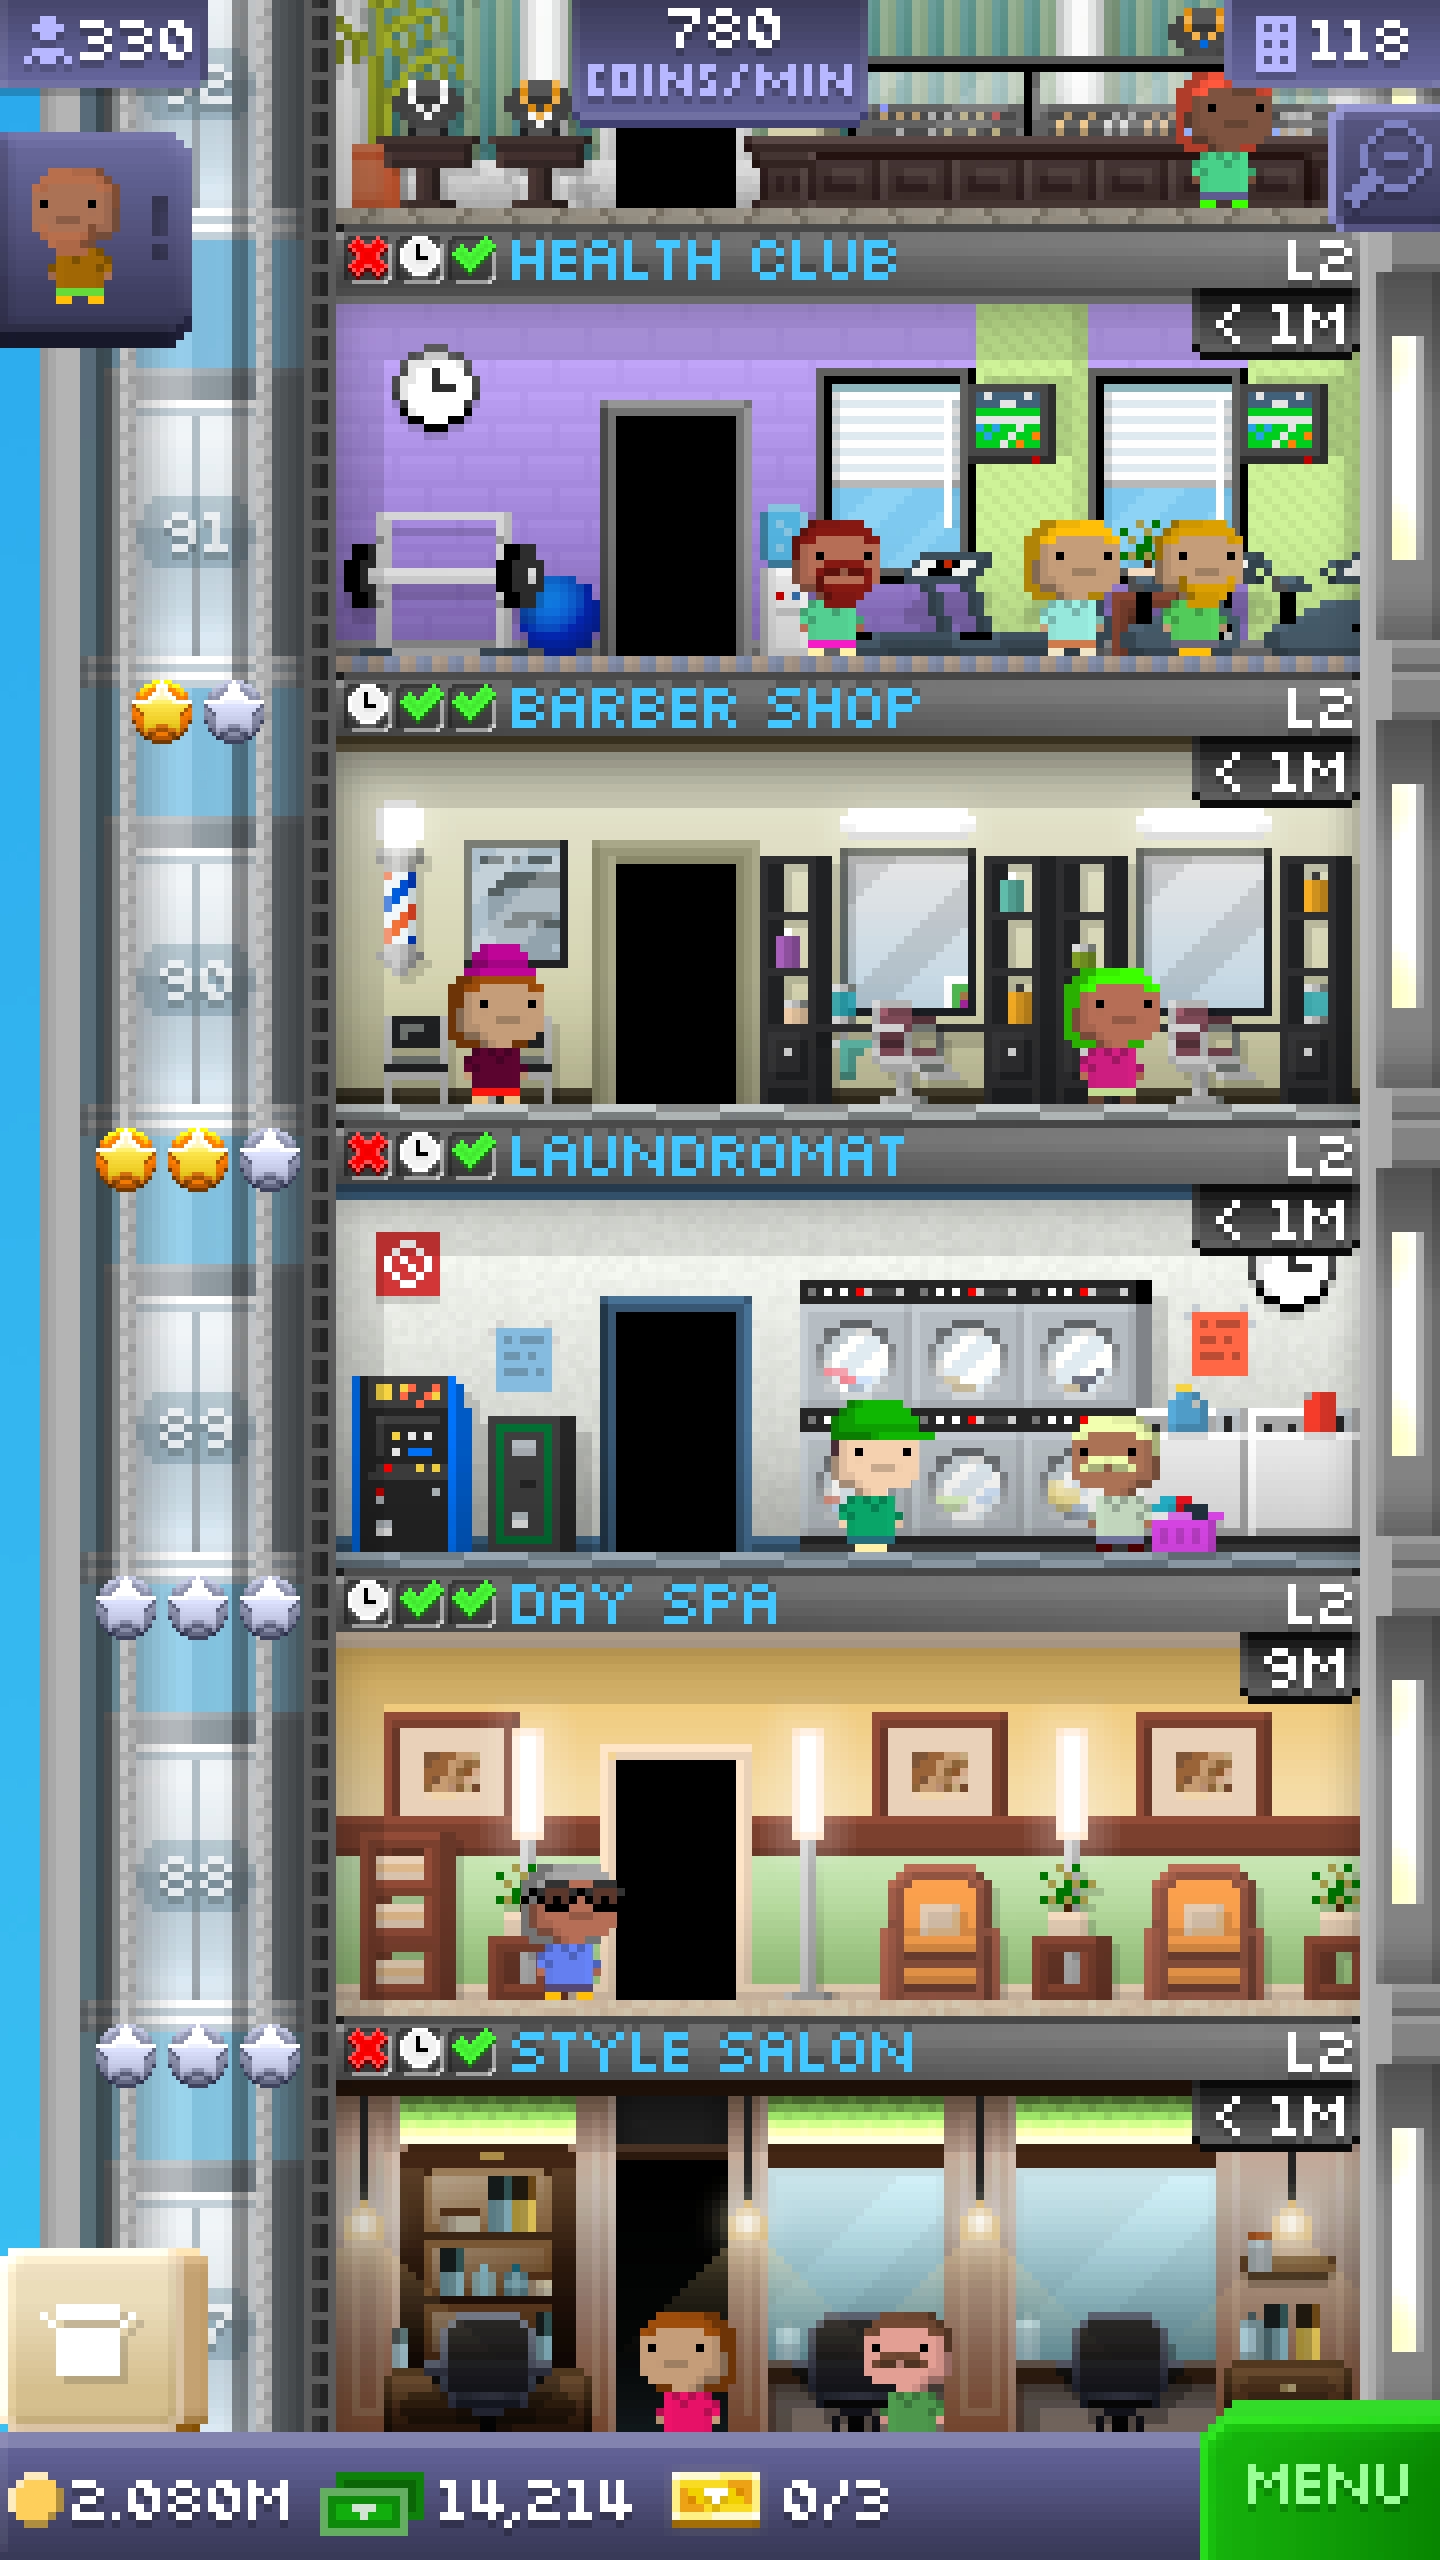 330
780
COINS/MIN
118
HEALTH CLUB L2
< 1M
91
BARBER SHOP L2
< 1M
90
LAUNDROMAT L2
< 1M
89
DAY SPA L2
9M
88
STYLE SALON L2
< 1M
2.080M 14,214 0/3 MENU